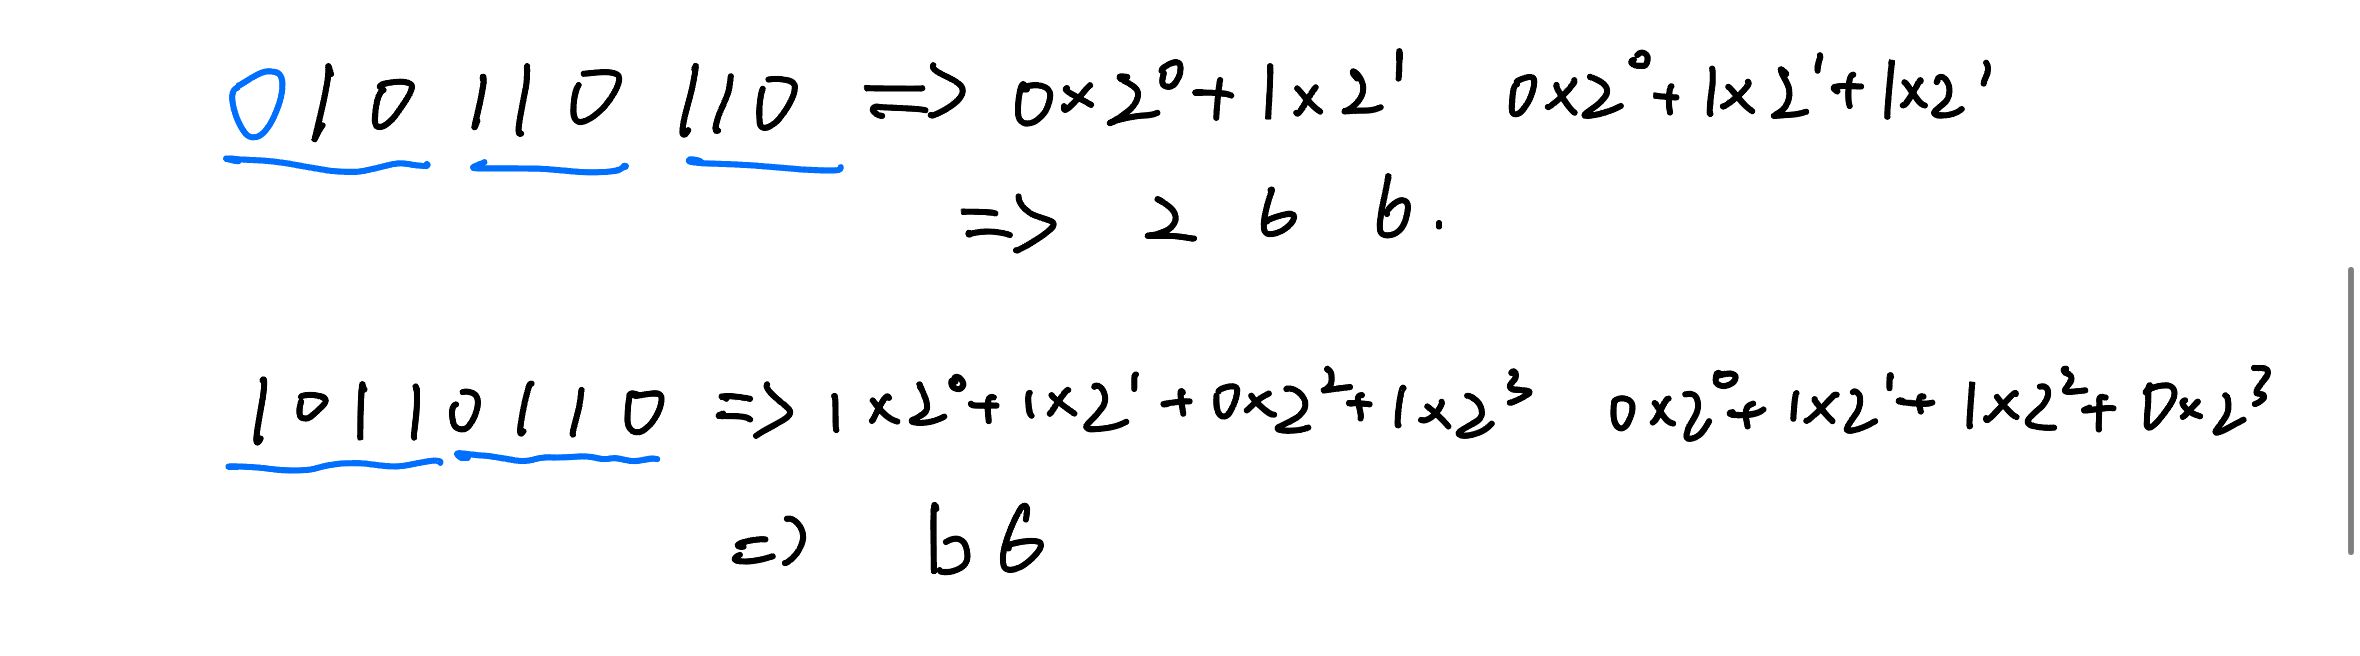 010 110 110 => 0×2⁰+1×2¹ 0×2⁰+1×2¹+1×2¹
=> 2 6 6.
10110110 => 1×2⁰+1×2¹+0×2²+1×2³ 0×2⁰+1×2¹+1×2²+0×2³
=> b6